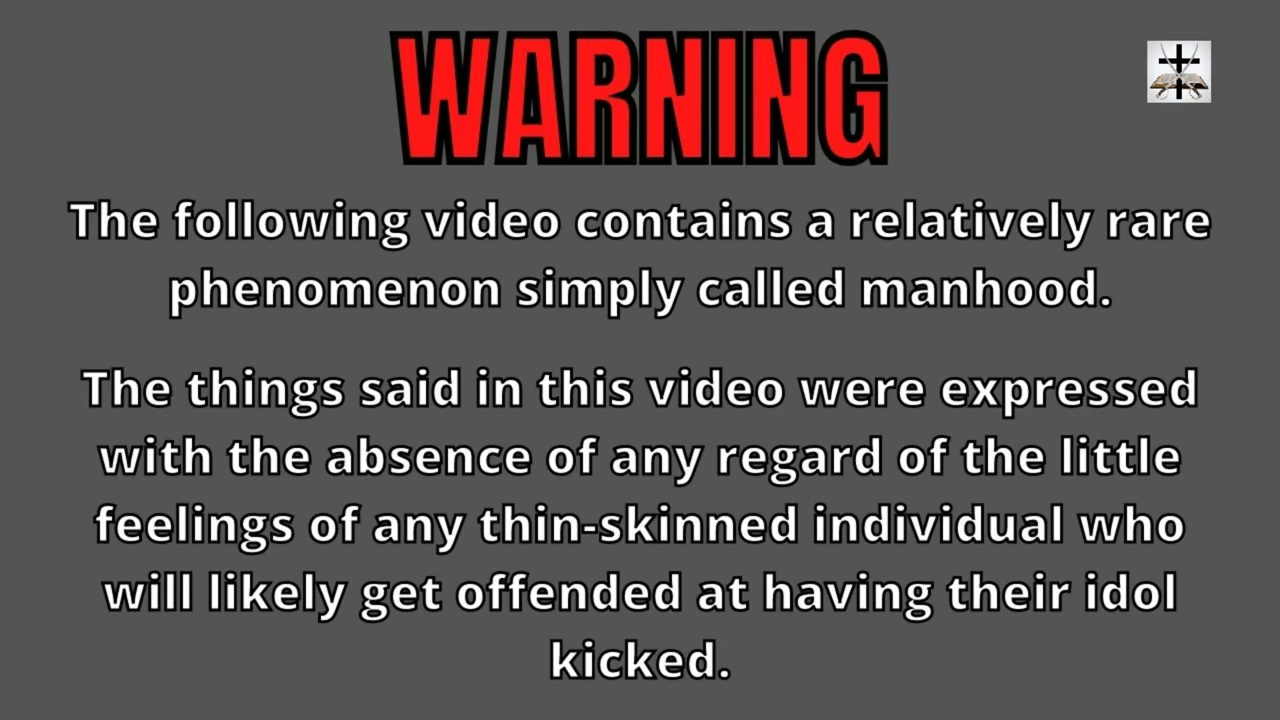 WARNING
The following video contains a relatively rare
phenomenon simply called manhood.
The things said in this video were expressed
with the absence of any regard of the little
feelings of any thin-skinned individual who
will likely get offended at having their idol
kicked.